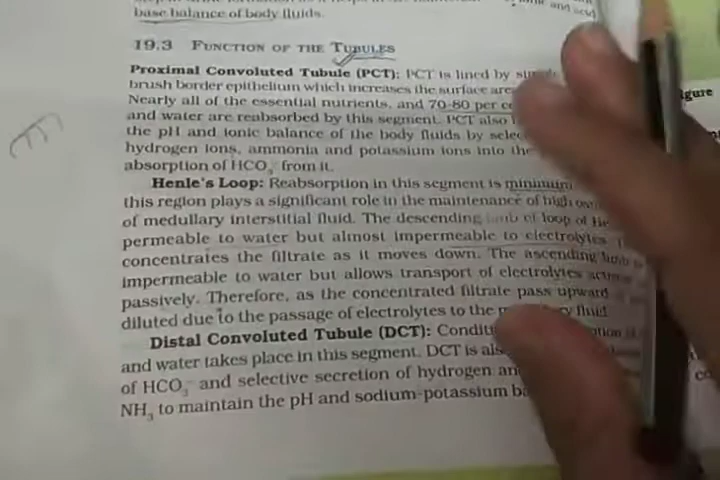 base balance of body fluids.
and acid
19.3 FUNCTION OF THE TUBULES
Proximal Convoluted Tubule (PCT): PCT is lined by
brush border epithelium which increases the surface
Nearly all of the essential nutrients, and 70-80 per
and water are reabsorbed by this segment. PCT also
the pH and ionic balance of the body fluids by
hydrogen ions, ammonia and potassium ions into the
absorption of HCO3- from it.
Henle's Loop: Reabsorption in this segment is minimum
this region plays a significant role in the maintenance of high
of medullary interstitial fluid. The descending limb of loop of
permeable to water but almost impermeable to electrolytes
concentrates the filtrate as it moves down. The ascending limb
impermeable to water but allows transport of electrolytes
passively. Therefore, as the concentrated filtrate pass upward
diluted due to the passage of electrolytes to the fluid
Distal Convoluted Tubule (DCT):
and water takes place in this segment. DCT is
of HCO3- and selective secretion of hydrogen
NH3 to maintain the pH and sodium-potassium